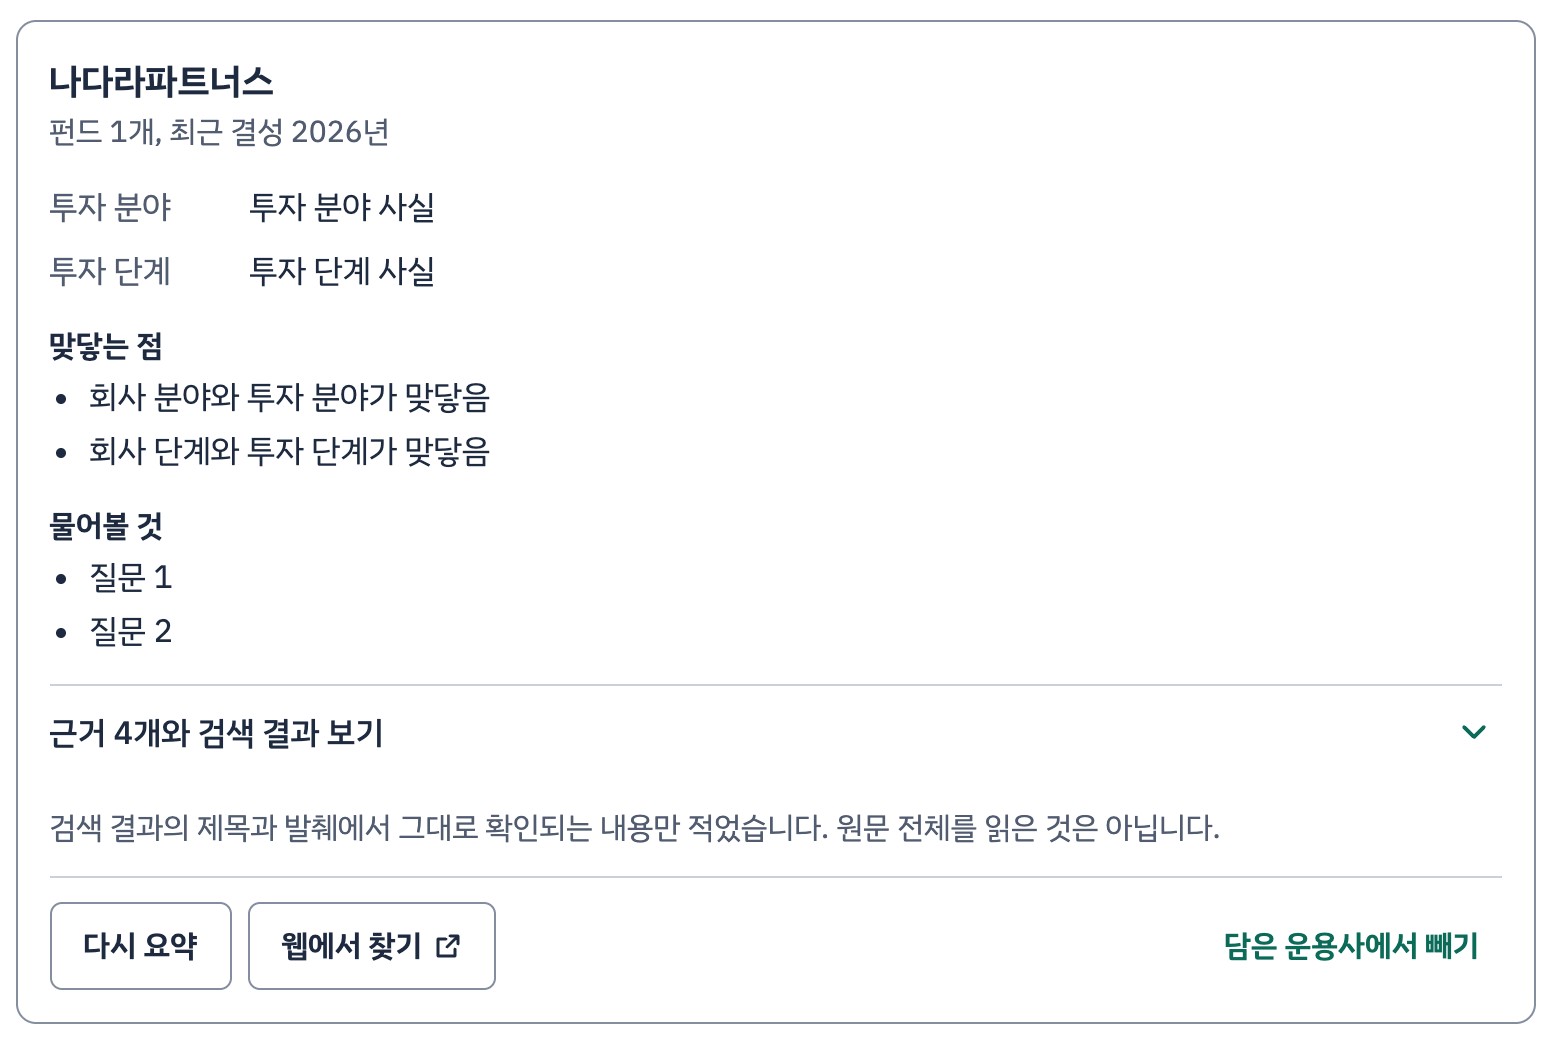 나다라파트너스
펀드 1개, 최근 결성 2026년
투자 분야 투자 분야 사실
투자 단계 투자 단계 사실
맞닿는 점
• 회사 분야와 투자 분야가 맞닿음
• 회사 단계와 투자 단계가 맞닿음
물어볼 것
• 질문 1
• 질문 2
근거 4개와 검색 결과 보기
검색 결과의 제목과 발췌에서 그대로 확인되는 내용만 적었습니다. 원문 전체를 읽은 것은 아닙니다.
다시 요약 웹에서 찾기 담은 운용사에서 빼기